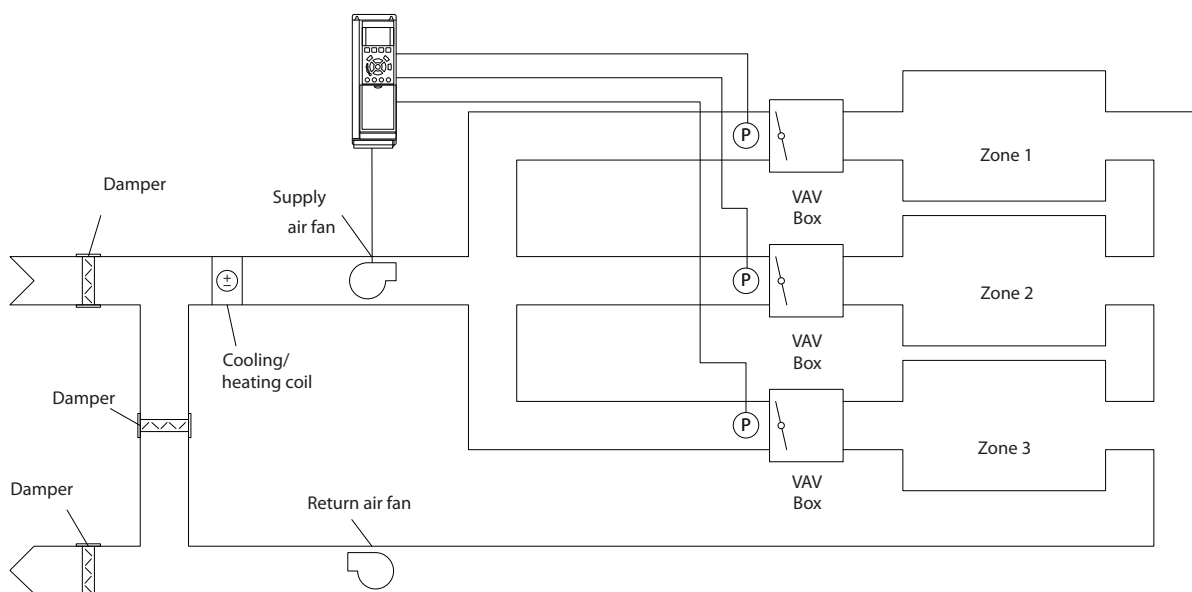 Damper
Supply
air fan
P
VAV
Box
Zone 1
±
P
VAV
Box
Zone 2
Cooling/
heating coil
Damper
P
VAV
Box
Zone 3
Damper
Return air fan